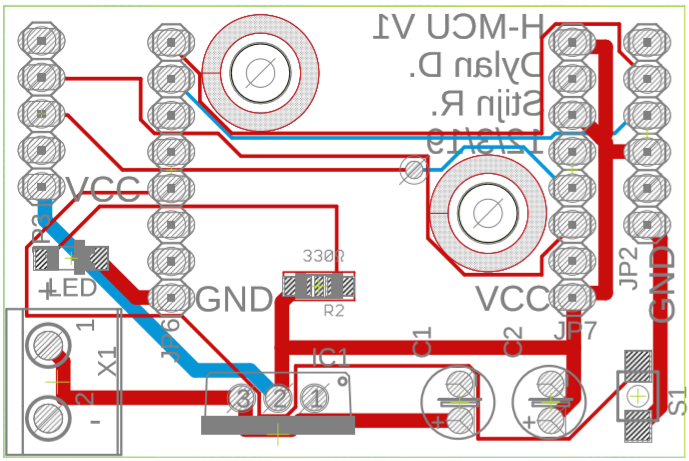 H-MCU V1
Dylan D.
Stijn R.
12/3/19
VCC
JP3
+
LED
GND
330Ω
R2
VCC
JP2
GND
JP6
JP7
1
X1
2
-
IC1
3
2
1
C1
+
C2
+
S1